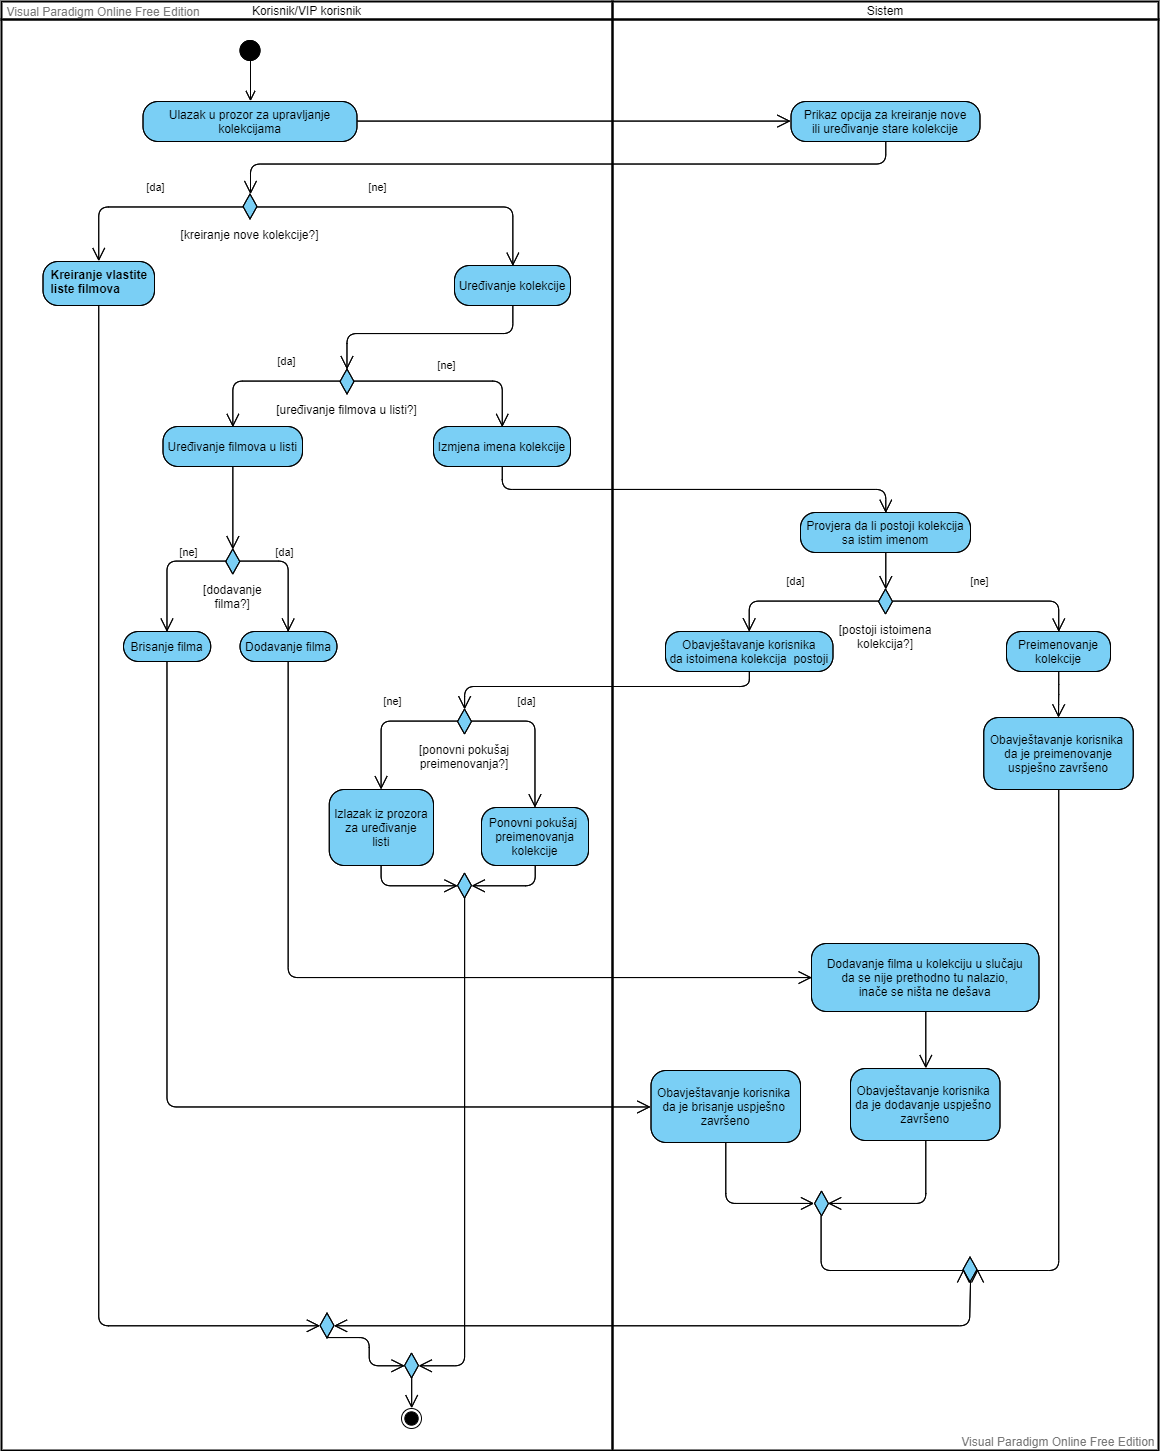 Visual Paradigm Online Free Edition
Korisnik/VIP korisnik
Sistem
Ulazak u prozor za upravljanje
kolekcijama
Prikaz opcija za kreiranje nove
ili uređivanje stare kolekcije
[da]
[ne]
[kreiranje nove kolekcije?]
Kreiranje vlastite
liste filmova
Uređivanje kolekcije
[da]
[ne]
[uređivanje filmova u listi?]
Uređivanje filmova u listi
Izmjena imena kolekcije
Provjera da li postoji kolekcija
sa istim imenom
[ne]
[da]
[dodavanje
filma?]
[da]
[ne]
[postoji istoimena
kolekcija?]
Brisanje filma
Dodavanje filma
Obavještavanje korisnika
da istoimena kolekcija  postoji
Preimenovanje
kolekcije
[ne]
[da]
[ponovni pokušaj
preimenovanja?]
Obavještavanje korisnika
da je preimenovanje
uspješno završeno
Izlazak iz prozora
za uređivanje
listi
Ponovni pokušaj
preimenovanja
kolekcije
Dodavanje filma u kolekciju u slučaju
da se nije prethodno tu nalazio,
inače se ništa ne dešava
Obavještavanje korisnika
da je brisanje uspješno
završeno
Obavještavanje korisnika
da je dodavanje uspješno
završeno
Visual Paradigm Online Free Edition